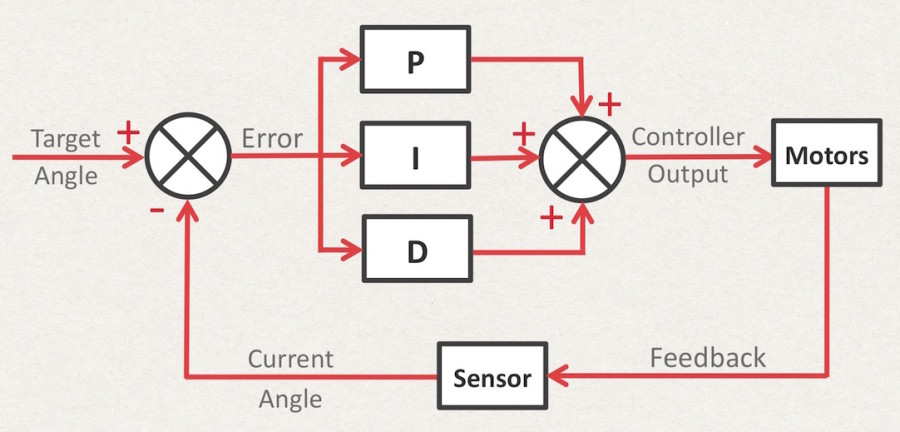 Target
Angle
+
-
Error
P
I
D
+
+
+
Controller
Output
Motors
Feedback
Sensor
Current
Angle